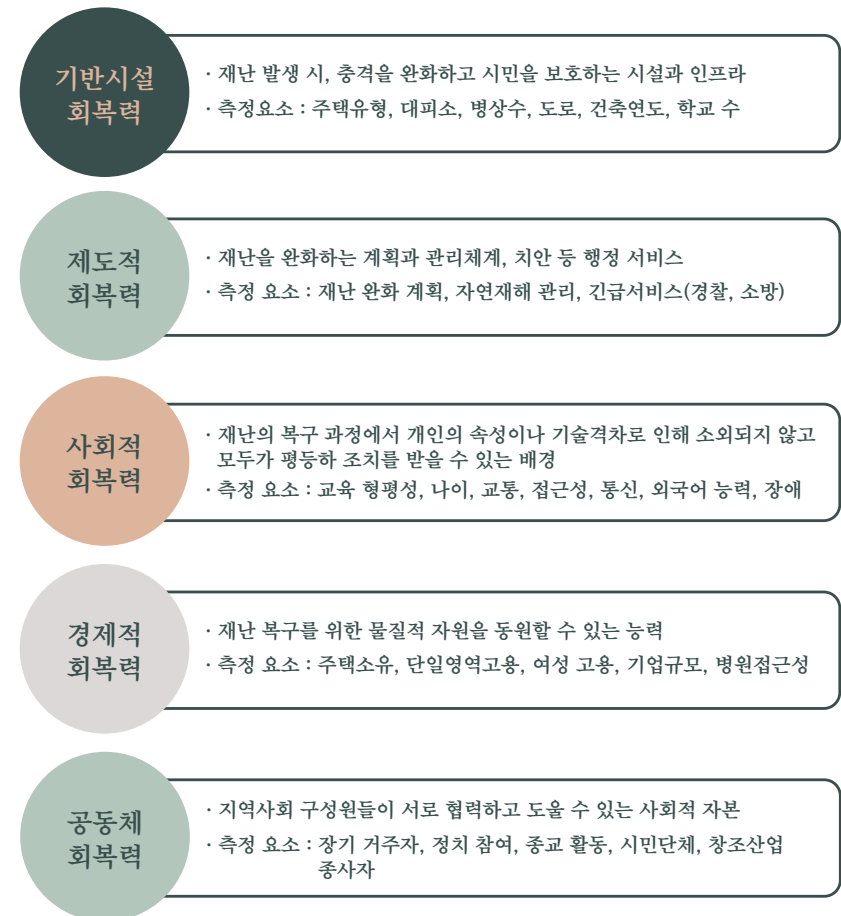 기반시설
회복력
· 재난 발생 시, 충격을 완화하고 시민을 보호하는 시설과 인프라
· 측정요소 : 주택유형, 대피소, 병상수, 도로, 건축연도, 학교 수
제도적
회복력
· 재난을 완화하는 계획과 관리체계, 치안 등 행정 서비스
· 측정 요소 : 재난 완화 계획, 자연재해 관리, 긴급서비스(경찰, 소방)
사회적
회복력
· 재난의 복구 과정에서 개인의 속성이나 기술격차로 인해 소외되지 않고
모두가 평등하 조치를 받을 수 있는 배경
· 측정 요소 : 교육 형평성, 나이, 교통, 접근성, 통신, 외국어 능력, 장애
경제적
회복력
· 재난 복구를 위한 물질적 자원을 동원할 수 있는 능력
· 측정 요소 : 주택소유, 단일영역고용, 여성 고용, 기업규모, 병원접근성
공동체
회복력
· 지역사회 구성원들이 서로 협력하고 도울 수 있는 사회적 자본
· 측정 요소 : 장기 거주자, 정치 참여, 종교 활동, 시민단체, 창조산업
종사자